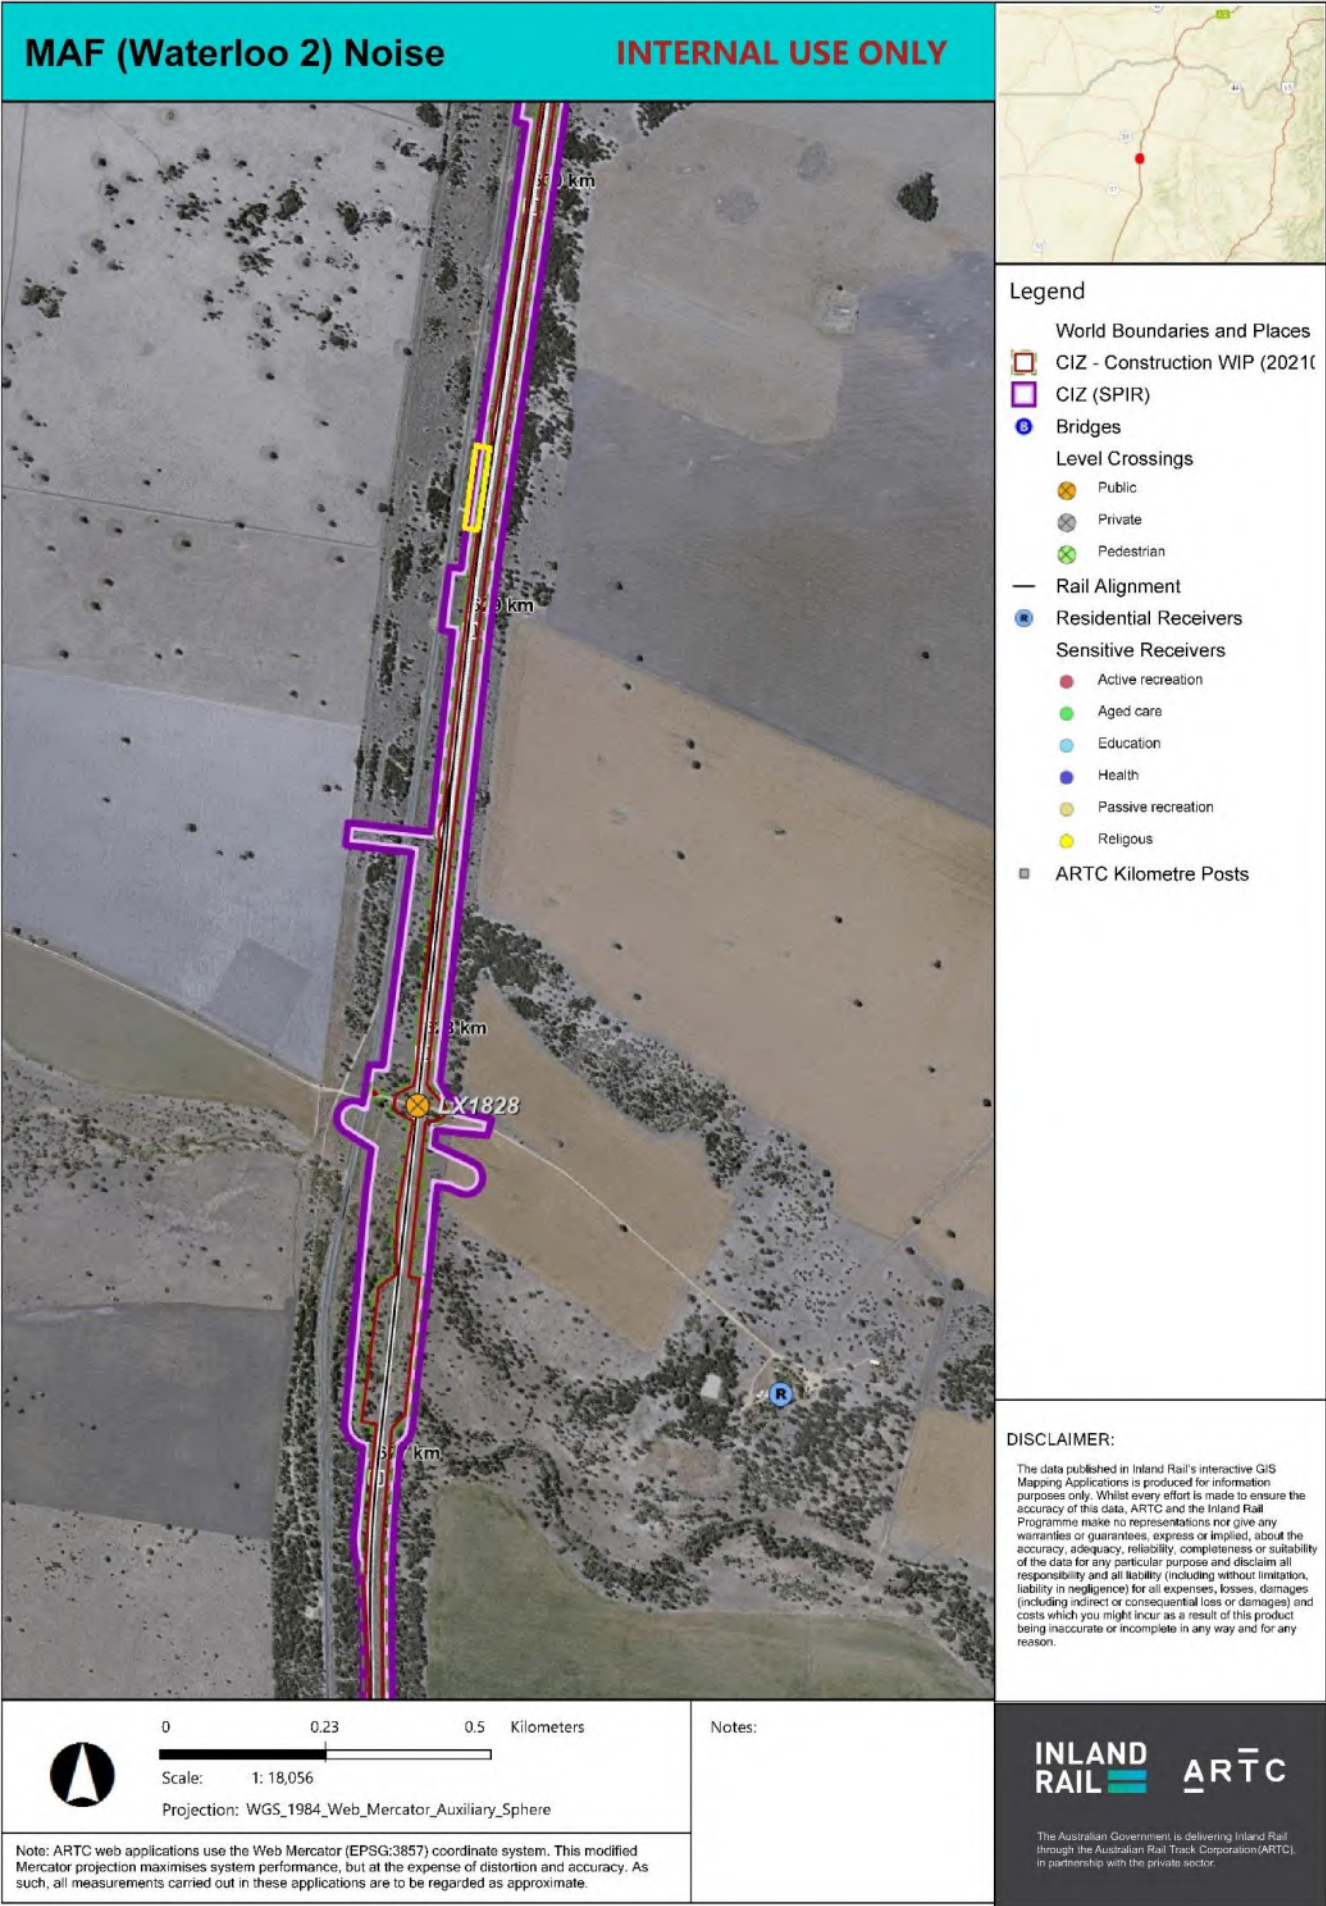 MAF (Waterloo 2) Noise
INTERNAL USE ONLY
km
km
km
LX1828
km
R
Legend
World Boundaries and Places
CIZ - Construction WIP (2021
CIZ (SPIR)
B Bridges
Level Crossings
Public
Private
Pedestrian
Rail Alignment
R Residential Receivers
Sensitive Receivers
Active recreation
Aged care
Education
Health
Passive recreation
Religous
ARTC Kilometre Posts
DISCLAIMER:
The data published in Inland Rail's interactive GIS
Mapping Applications is produced for information
purposes only. Whilst every effort is made to ensure the
accuracy of this data, ARTC and the Inland Rail
Programme make no representations nor give any
warranties or guarantees, express or implied, about the
accuracy, adequacy, reliability, completeness or suitability
of the data for any particular purpose and disclaim all
responsibility and all liability (including without limitation,
liability in negligence) for all expenses, losses, damages
(including indirect or consequential loss or damages) and
costs which you might incur as a result of this product
being inaccurate or incomplete in any way and for any
reason.
0 0.23 0.5 Kilometers
Scale: 1: 18,056
Projection: WGS_1984_Web_Mercator_Auxiliary_Sphere
Notes:
Note: ARTC web applications use the Web Mercator (EPSG:3857) coordinate system. This modified
Mercator projection maximises system performance, but at the expense of distortion and accuracy. As
such, all measurements carried out in these applications are to be regarded as approximate.
INLAND
RAIL
ARTC
The Australian Government is delivering Inland Rail
through the Australian Rail Track Corporation (ARTC),
in partnership with the private sector.